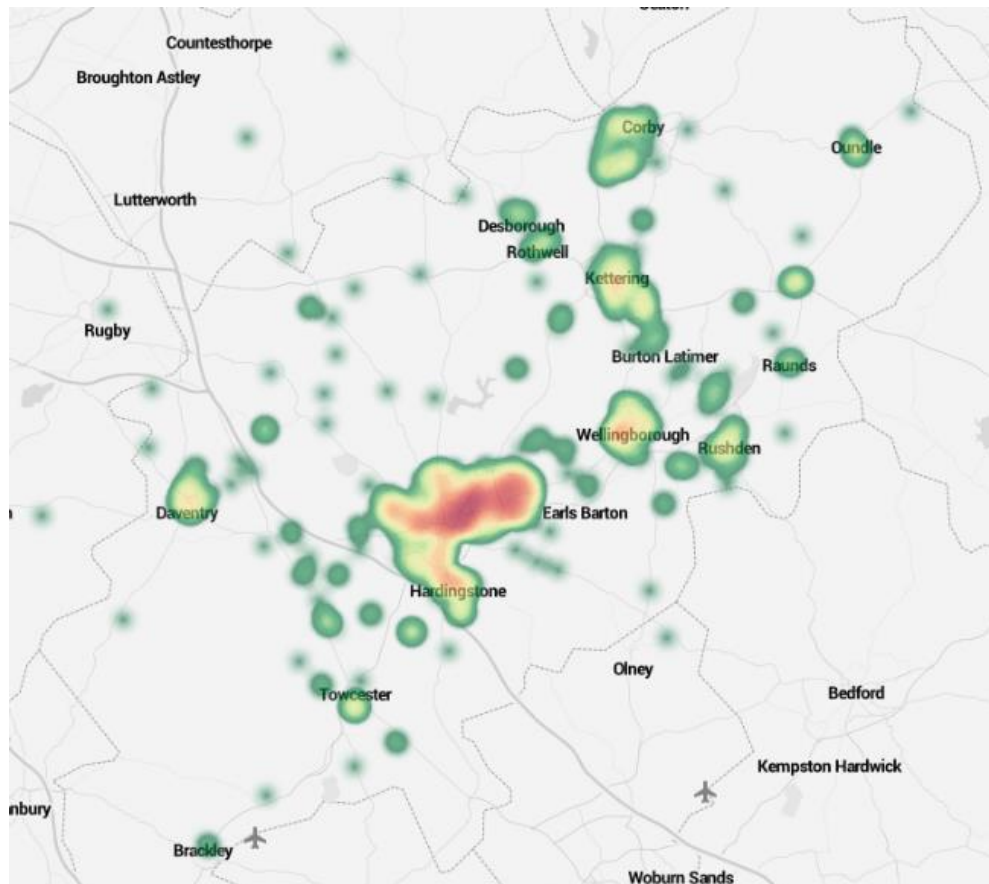 Countesthorpe
Broughton Astley
Corby
Oundle
Lutterworth
Desborough
Rothwell
Kettering
Rugby
Burton Latimer
Raunds
Wellingborough
Rushden
Daventry
Earls Barton
Hardingstone
Olney
Towcester
Bedford
Kempston Hardwick
nbury
Brackley
Woburn Sands